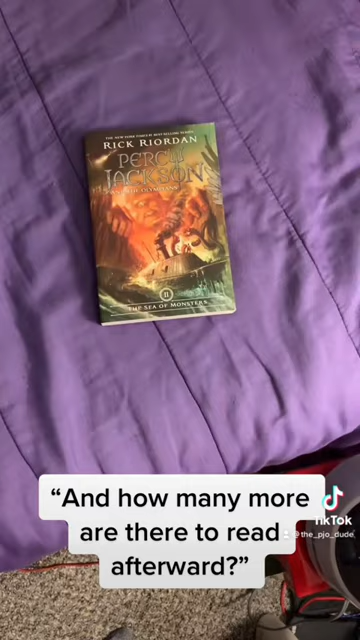 THE NEW YORK TIMES BEST-SELLING SERIES
RICK RIORDAN
PERCY
JACKSON
& THE OLYMPIANS
II
THE SEA OF MONSTERS
“And how many more
are there to read
afterward?”
TikTok
@the_pjo_dude